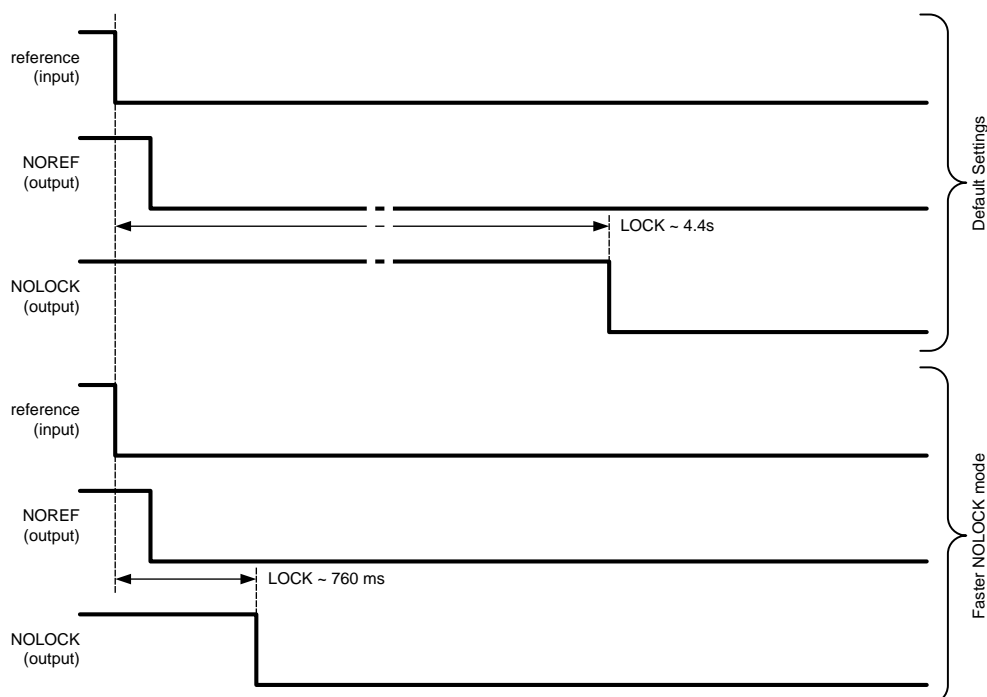 reference
(input)
NOREF
(output)
LOCK ~ 4.4s
NOLOCK
(output)
Default Settings
reference
(input)
NOREF
(output)
LOCK ~ 760 ms
NOLOCK
(output)
Faster NOLOCK mode